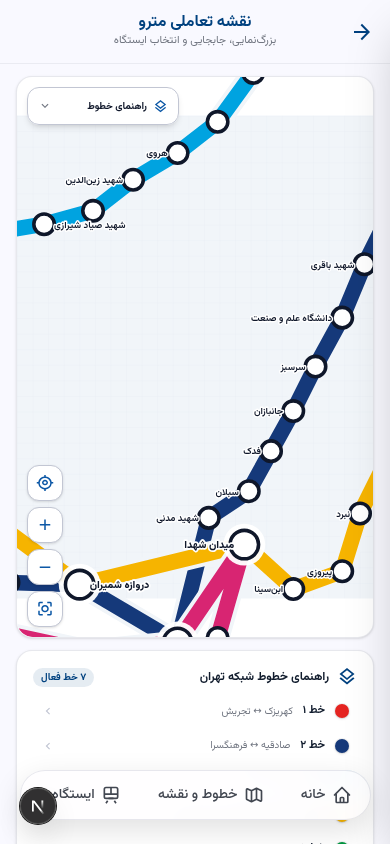 نقشه تعاملی مترو
بزرگ‌نمایی، جابجایی و انتخاب ایستگاه
راهنمای خطوط
هروی
شهید زین‌الدین
شهید صیاد شیرازی
شهید باقری
دانشگاه علم و صنعت
سرسبز
جانبازان
فدک
سبلان
شهید مدنی
نبرد
میدان شهدا
پیروزی
دروازه شمیران
ابن‌سینا
راهنمای خطوط شبکه تهران
۷ خط فعال
خط ۱ کهریزک ↔ تجریش
خط ۲ صادقیه ↔ فرهنگسرا
خانه
خطوط و نقشه
ایستگاه
N